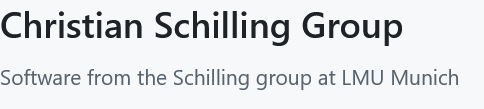 Christian Schilling Group
Software from the Schilling group at LMU Munich